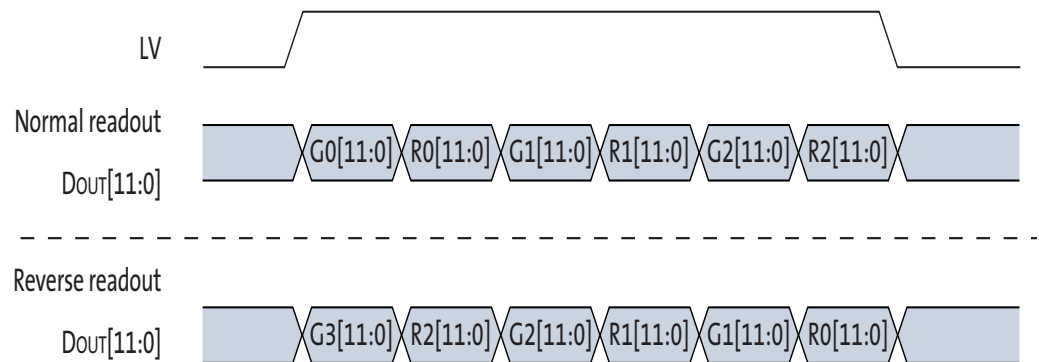 LV
Normal readout
DOUT[11:0]
G0[11:0] R0[11:0] G1[11:0] R1[11:0] G2[11:0] R2[11:0]
Reverse readout
DOUT[11:0]
G3[11:0] R2[11:0] G2[11:0] R1[11:0] G1[11:0] R0[11:0]